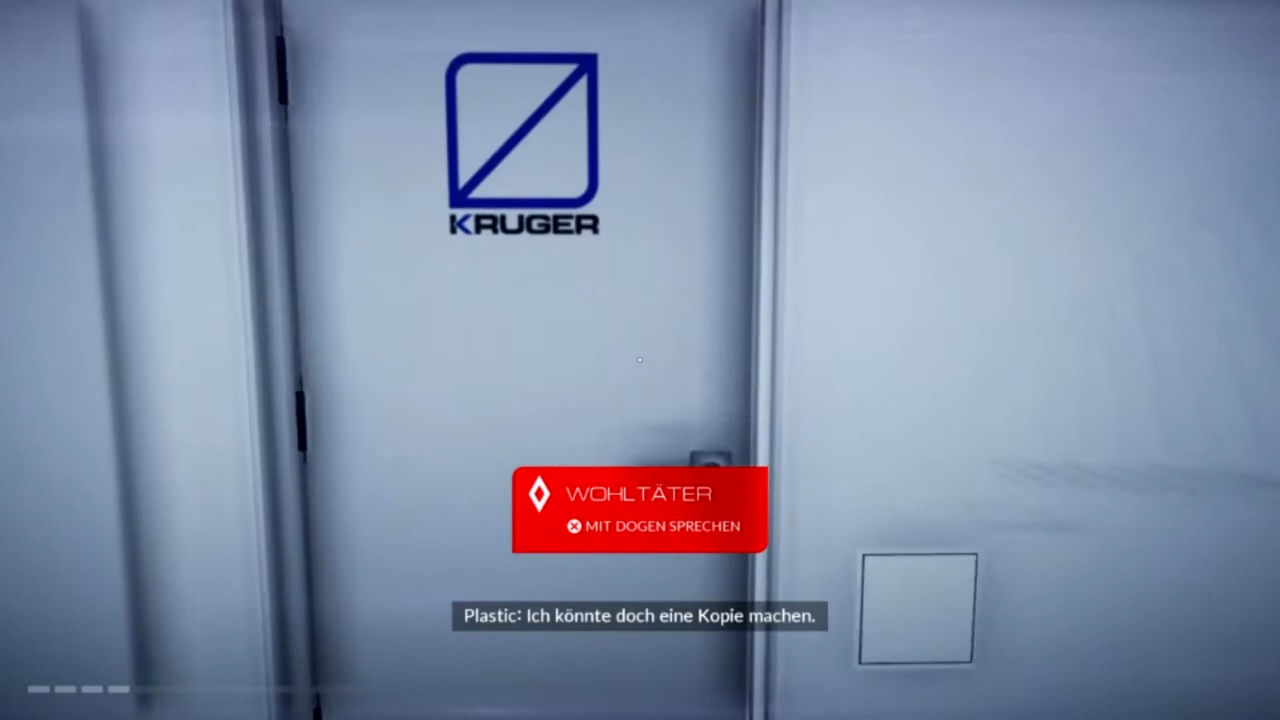 KRUGER
WOHLTÄTER
MIT DOGEN SPRECHEN
Plastic: Ich könnte doch eine Kopie machen.